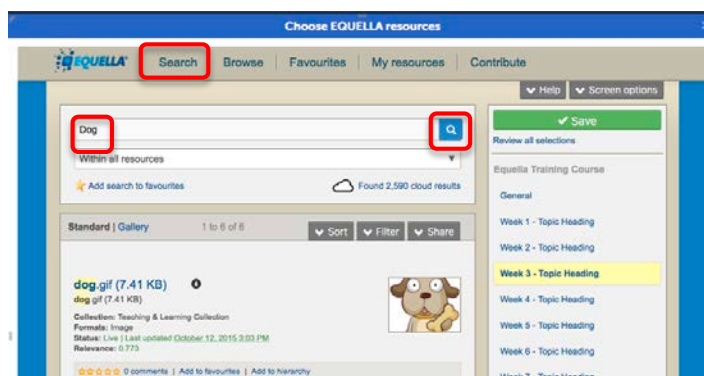 Choose EQUELLA resources
EQUELLA Search Browse Favourites My resources Contribute
Help Screen options
Dog
Within all resources
Add search to favourites Found 2,590 cloud results
Standard | Gallery 1 to 6 of 6 Sort Filter Share
dog.gif (7.41 KB)
dog.gif (7.41 KB)
Collection: Teaching & Learning Collection
Formats: Image
Status: Live | Last updated October 12, 2015 3:03 PM
Relevance: 0.773
0 comments | Add to favourites | Add to hierarchy
Save
Review all selections
Equella Training Course
General
Week 1 - Topic Heading
Week 2 - Topic Heading
Week 3 - Topic Heading
Week 4 - Topic Heading
Week 5 - Topic Heading
Week 6 - Topic Heading
Week 7 - Topic Heading